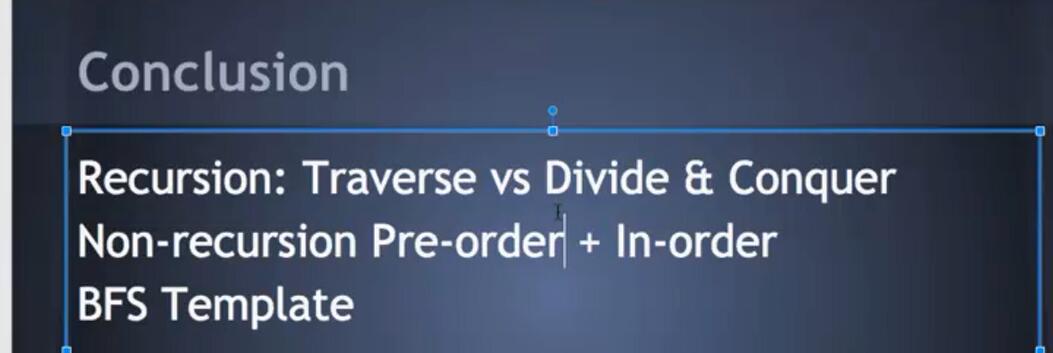 Conclusion
Recursion: Traverse vs Divide & Conquer
Non-recursion Pre-order + In-order
BFS Template